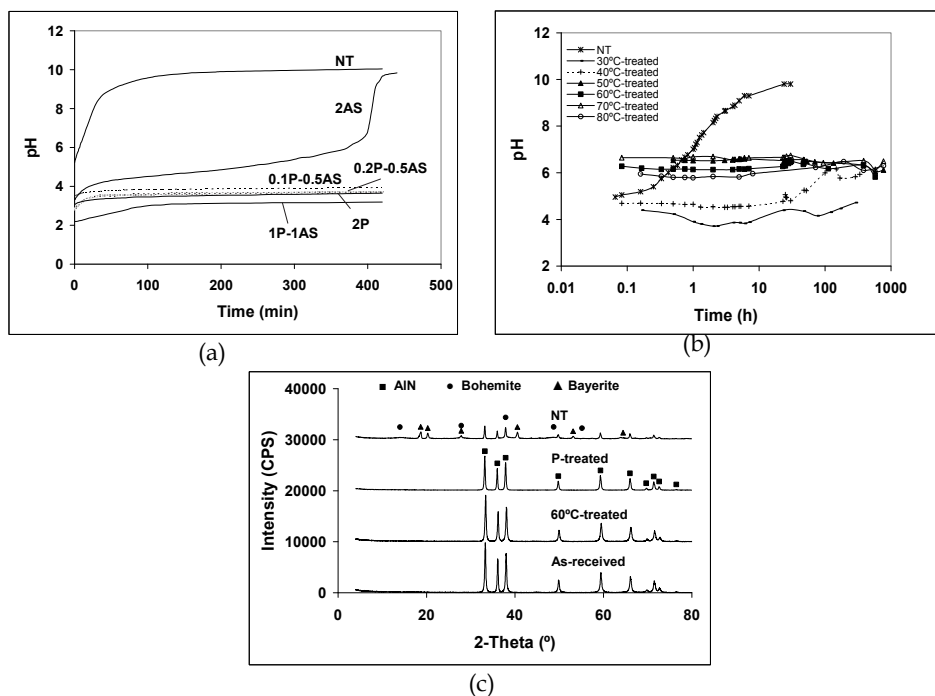 12
10
8
6
4
2
0
pH
NT
2AS
0.1P-0.5AS
0.2P-0.5AS
1P-1AS
2P
0 100 200 300 400 500
Time (min)
(a)
12
10
8
6
4
2
pH
NT
30ºC-treated
40ºC-treated
50ºC-treated
60ºC-treated
70ºC-treated
80ºC-treated
0.01 0.1 1 10 100 1000
Time (h)
(b)
40000
30000
20000
10000
0
Intensity (CPS)
AlN Bohemite Bayerite
NT
P-treated
60ºC-treated
As-received
0 20 40 60 80
2-Theta (º)
(c)